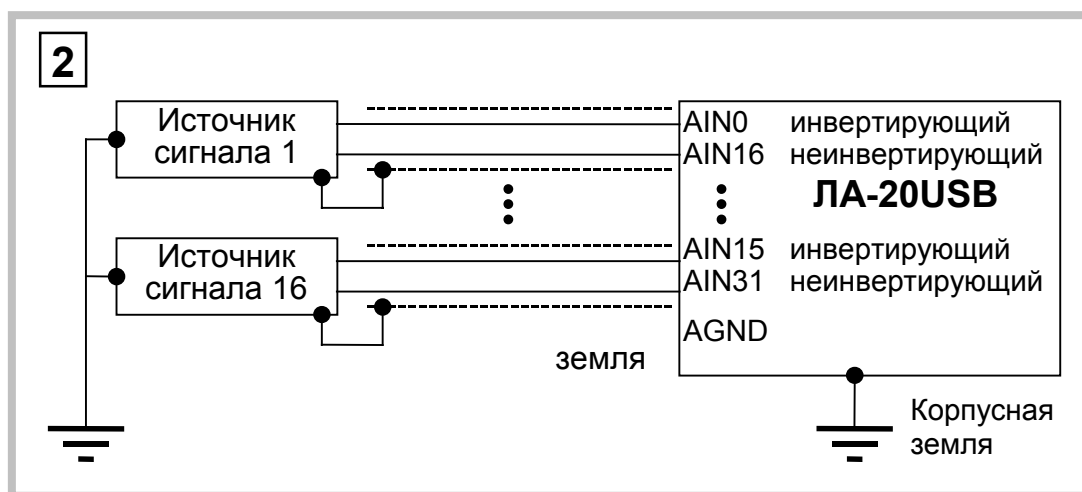 2
Источник
сигнала 1
AIN0 инвертирующий
AIN16 неинвертирующий
ЛА-20USB
Источник
сигнала 16
AIN15 инвертирующий
AIN31 неинвертирующий
AGND
земля
Корпусная
земля